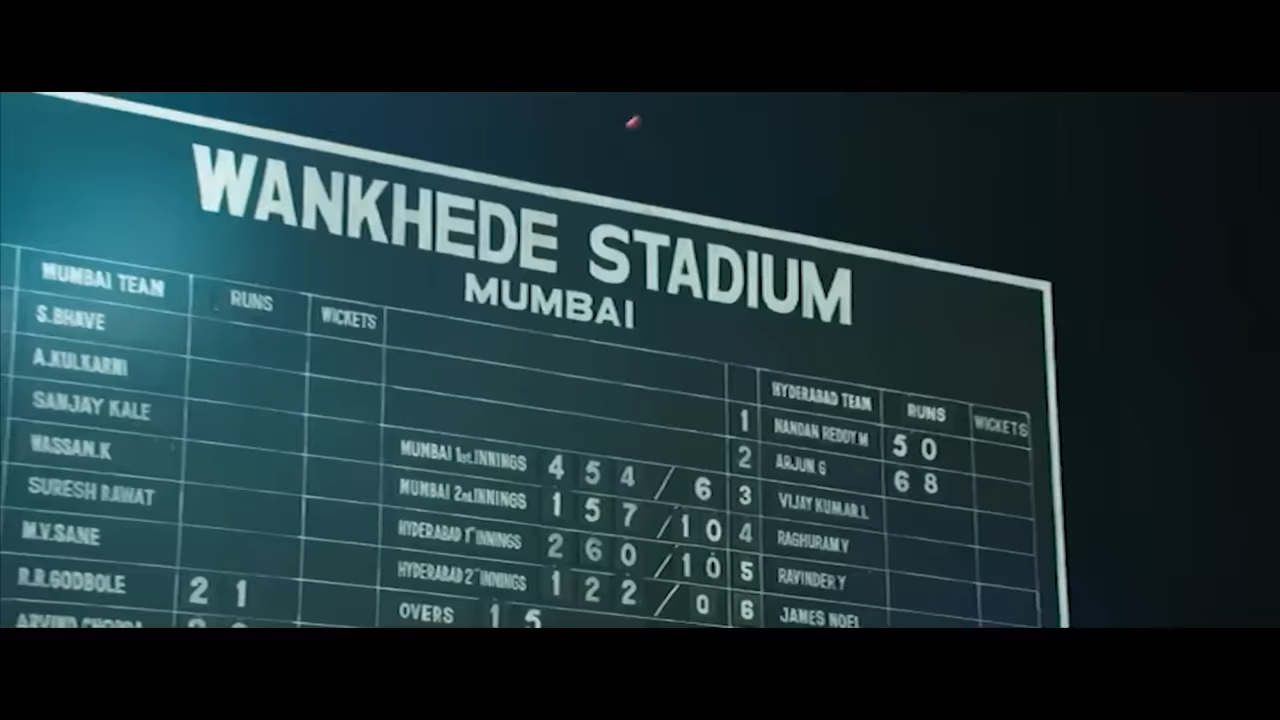 WANKHEDE STADIUM
MUMBAI
MUMBAI TEAM RUNS WICKETS
S.BHAVE
A.KULKARNI
SANJAY KALE
WASSAN.K
SURESH RAWAT
M.V.SANE
R.R.GODBOLE 2 1
MUMBAI 1st.INNINGS 4 5 4 / 6
MUMBAI 2nd.INNINGS 1 5 7 / 1 0
HYDERABAD 1ST INNINGS 2 6 0 / 1 0
HYDERABAD 2ND INNINGS 1 2 2 / 0
OVERS 1 5
HYDERABAD TEAM RUNS WICKETS
1 NANDAN REDDY.M 5 0
2 ARJUN.G 6 8
3 VIJAY KUMAR.L
4 RAGHURAM.Y
5 RAVINDER Y
6 JAMES NOEL